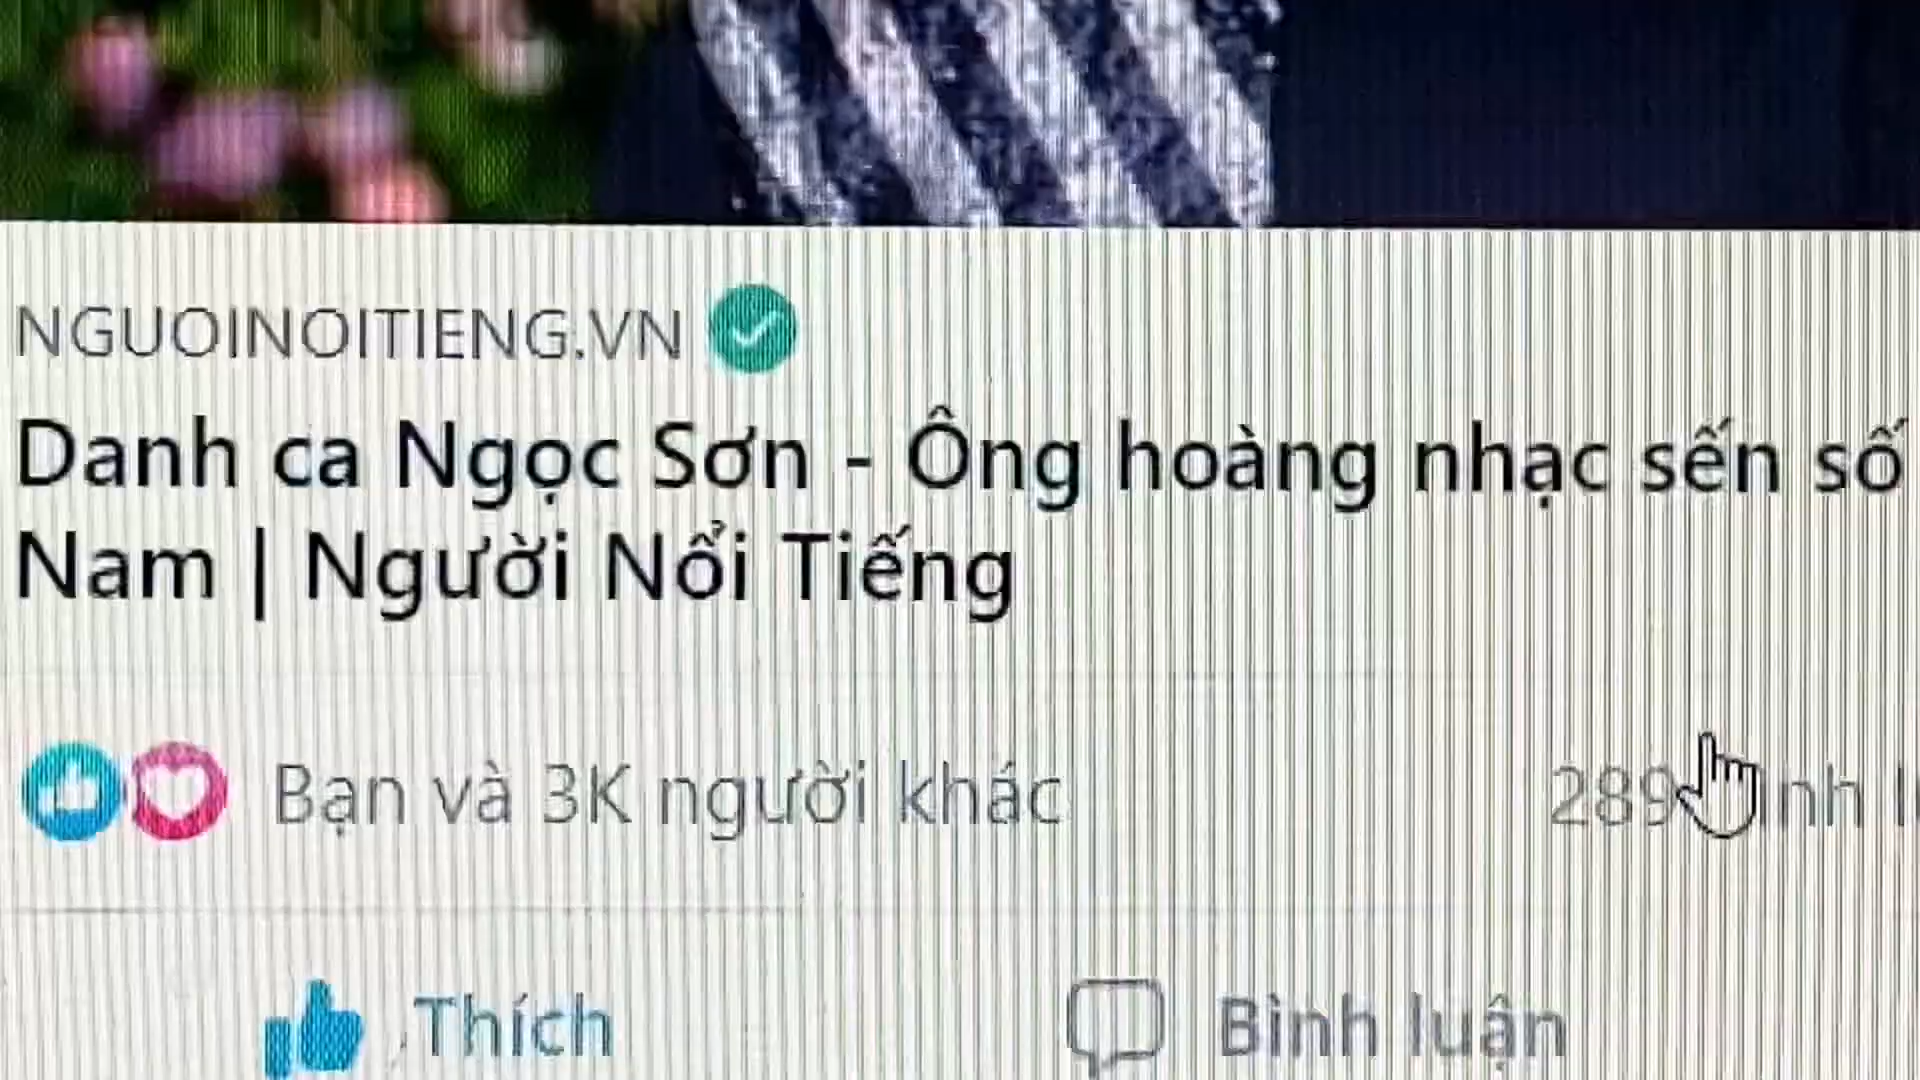 NGUOINOITIENG.VN
Danh ca Ngọc Sơn - Ông hoàng nhạc sến số
Nam | Người Nổi Tiếng
Bạn và 3K người khác
289
Thích
Bình luận